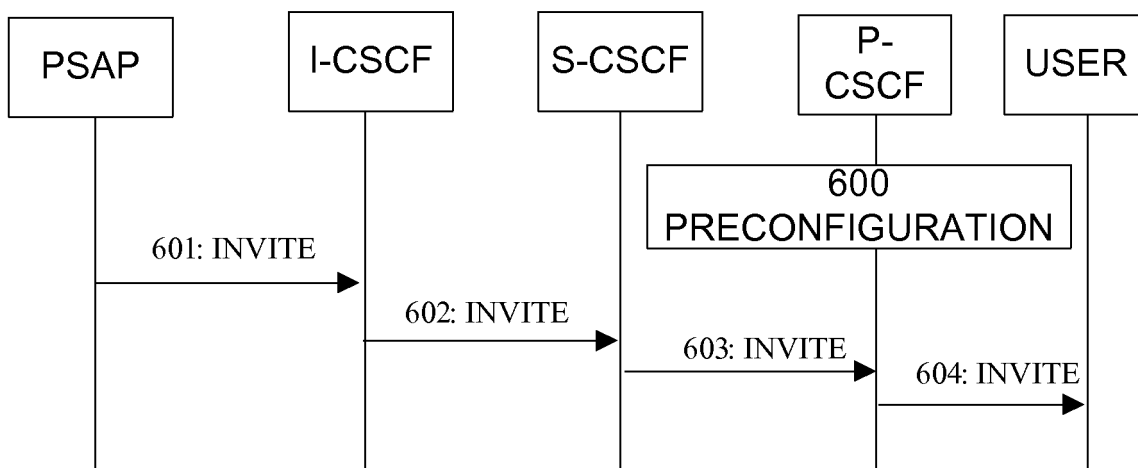 PSAP
I-CSCF
S-CSCF
P-
CSCF
USER
600
PRECONFIGURATION
601: INVITE
602: INVITE
603: INVITE
604: INVITE